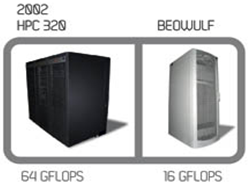 2002
HPC 320
BEOWULF
64 GFLOPS
16 GFLOPS